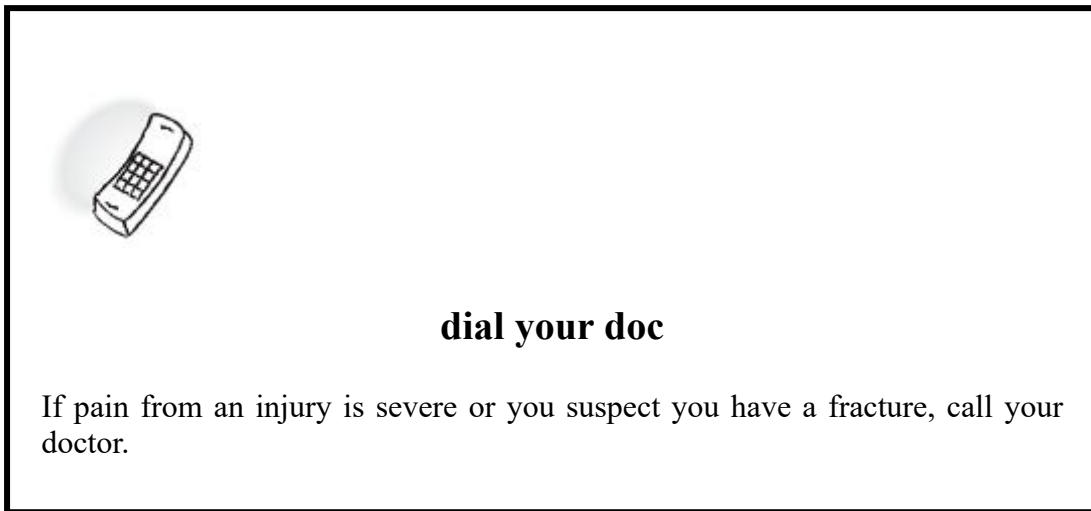 dial your doc
If pain from an injury is severe or you suspect you have a fracture, call your
doctor.